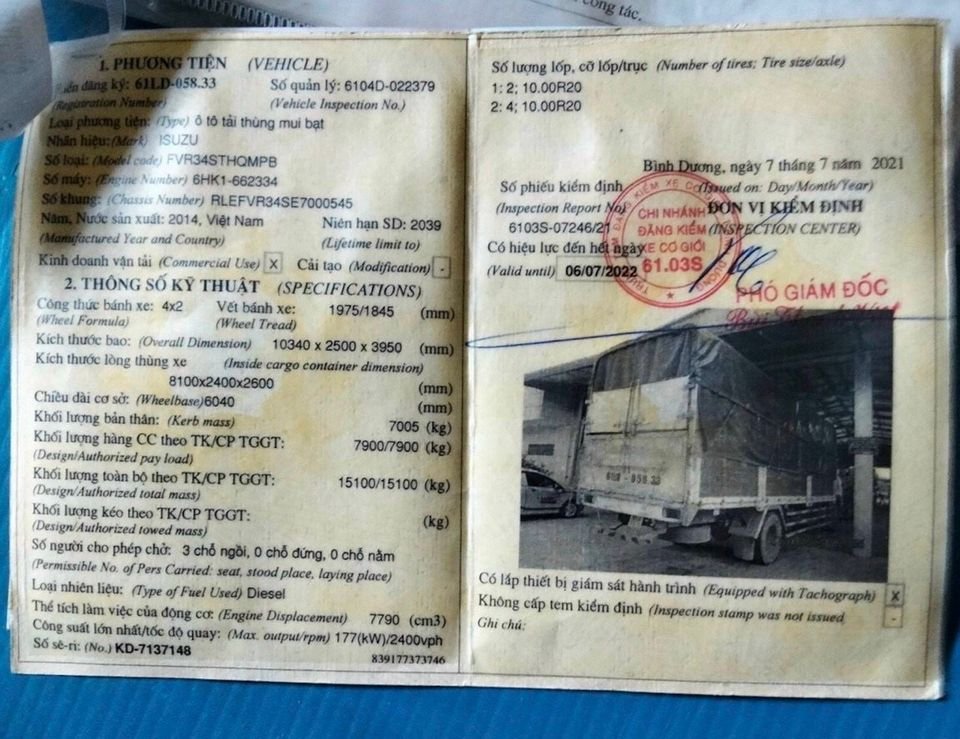 công tác.
1. PHƯƠNG TIỆN (VEHICLE)
đăng ký: 61LD-058.33 Số quản lý: 6104D-022379
(Registration Number) (Vehicle Inspection No.)
Loại phương tiện: (Type) ô tô tải thùng mui bạt
Nhãn hiệu: (Mark) ISUZU
Số loại: (Model code) FVR34STHQMPB
Số máy: (Engine Number) 6HK1-662334
Số khung: (Chassis Number) RLEFVR34SE7000545
Năm, Nước sản xuất: 2014, Việt Nam Niên hạn SD: 2039
(Manufactured Year and Country) (Lifetime limit to)
Kinh doanh vận tải (Commercial Use) X Cải tạo (Modification) -
2. THÔNG SỐ KỸ THUẬT (SPECIFICATIONS)
Công thức bánh xe: 4x2 Vết bánh xe: 1975/1845 (mm)
(Wheel Formula) (Wheel Tread)
Kích thước bao: (Overall Dimension) 10340 x 2500 x 3950 (mm)
Kích thước lòng thùng xe (Inside cargo container dimension)
8100x2400x2600 (mm)
Chiều dài cơ sở: (Wheelbase) 6040 (mm)
Khối lượng bản thân: (Kerb mass) 7005 (kg)
Khối lượng hàng CC theo TK/CP TGGT: 7900/7900 (kg)
(Design/Authorized pay load)
Khối lượng toàn bộ theo TK/CP TGGT: 15100/15100 (kg)
(Design/Authorized total mass)
Khối lượng kéo theo TK/CP TGGT: (kg)
(Design/Authorized towed mass)
Số người cho phép chở: 3 chỗ ngồi, 0 chỗ đứng, 0 chỗ nằm
(Permissible No. of Pers Carried: seat, stood place, laying place)
Loại nhiên liệu: (Type of Fuel Used) Diesel
Thể tích làm việc của động cơ: (Engine Displacement) 7790 (cm3)
Công suất lớn nhất/tốc độ quay: (Max. output/rpm) 177(kW)/2400vph
Số sê-ri: (No.) KD-7137148 839177373746
Số lượng lốp, cỡ lốp/trục (Number of tires; Tire size/axle)
1: 2; 10.00R20
2: 4; 10.00R20
Bình Dương, ngày 7 tháng 7 năm 2021
Số phiếu kiểm định (Issued on: Day/Month/Year)
(Inspection Report No) ĐƠN VỊ KIỂM ĐỊNH
6103S-07246/21 (INSPECTION CENTER)
Có hiệu lực đến hết ngày
(Valid until) 06/07/2022
CHI NHÁNH
ĐĂNG KIỂM
XE CƠ GIỚI
61.03S
PHÓ GIÁM ĐỐC
61LD-058.33
Có lắp thiết bị giám sát hành trình (Equipped with Tachograph) X
Không cấp tem kiểm định (Inspection stamp was not issued) -
Ghi chú: